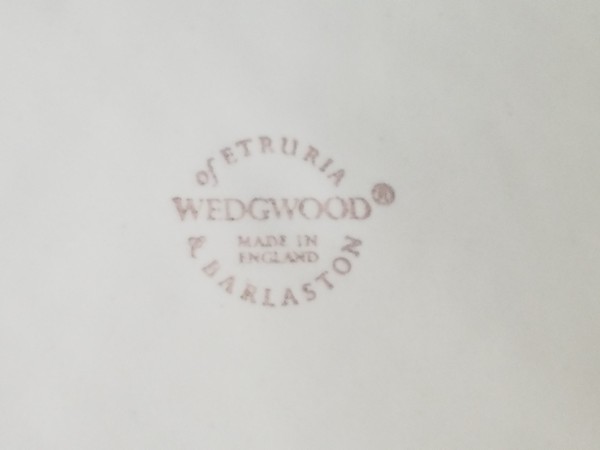 of ETRURIA
WEDGWOOD®
MADE IN
ENGLAND
& BARLASTON